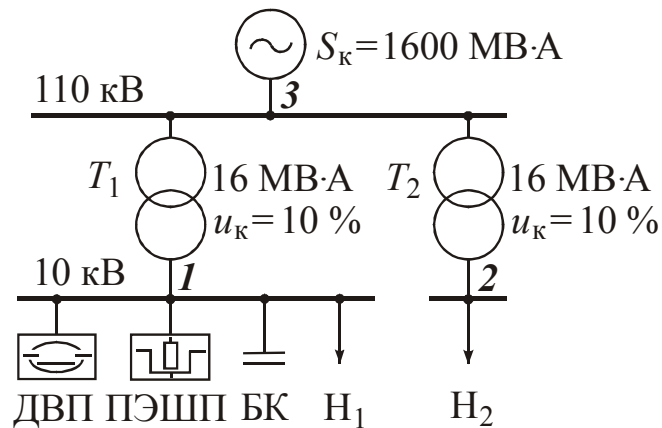 Sк = 1600 МВ·А
3
110 кВ
T1 16 МВ·А T2 16 МВ·А
uк = 10 % uк = 10 %
10 кВ 1 2
ДВП ПЭШП БК Н1 Н2